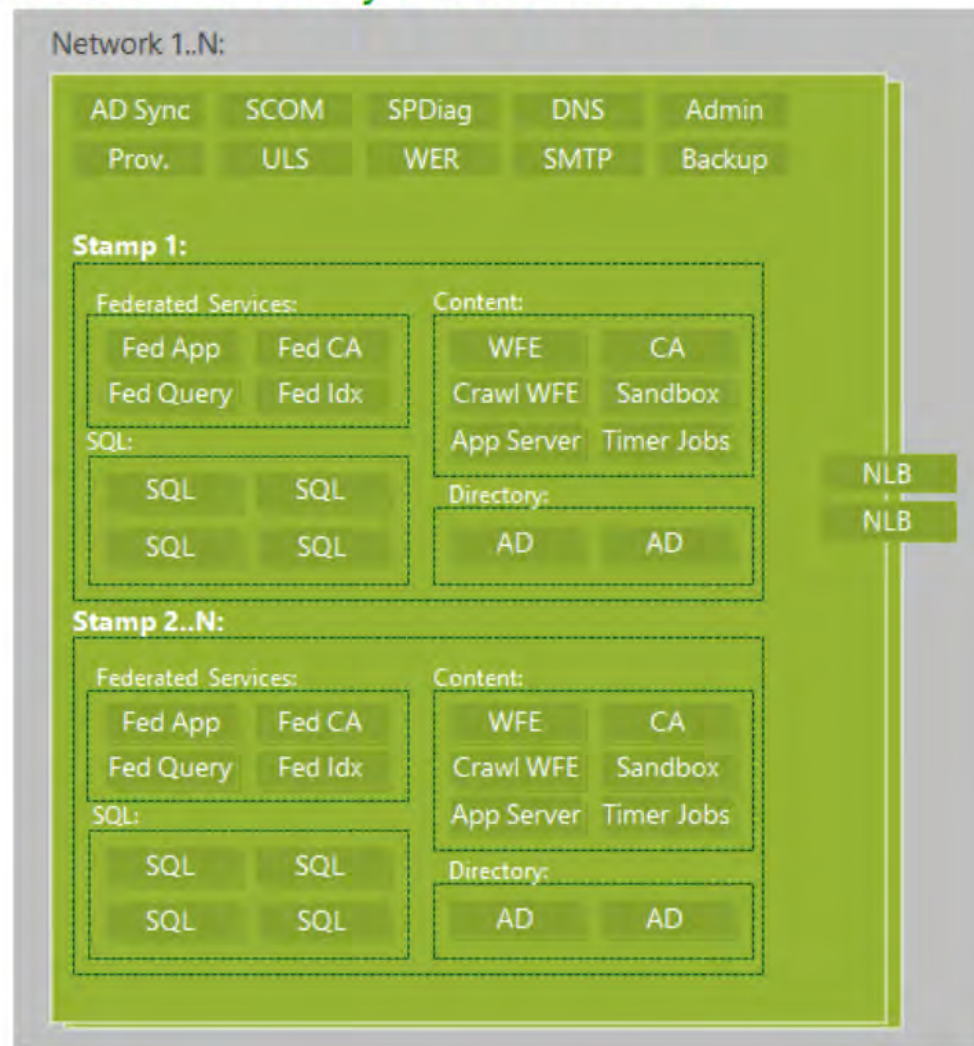 Network 1..N:
AD Sync SCOM SPDiag DNS Admin
Prov. ULS WER SMTP Backup
Stamp 1:
Federated Services:
Fed App Fed CA
Fed Query Fed Idx
SQL:
SQL SQL
SQL SQL
Content:
WFE CA
Crawl WFE Sandbox
App Server Timer Jobs
Directory:
AD AD
NLB
NLB
Stamp 2..N:
Federated Services:
Fed App Fed CA
Fed Query Fed Idx
SQL:
SQL SQL
SQL SQL
Content:
WFE CA
Crawl WFE Sandbox
App Server Timer Jobs
Directory:
AD AD